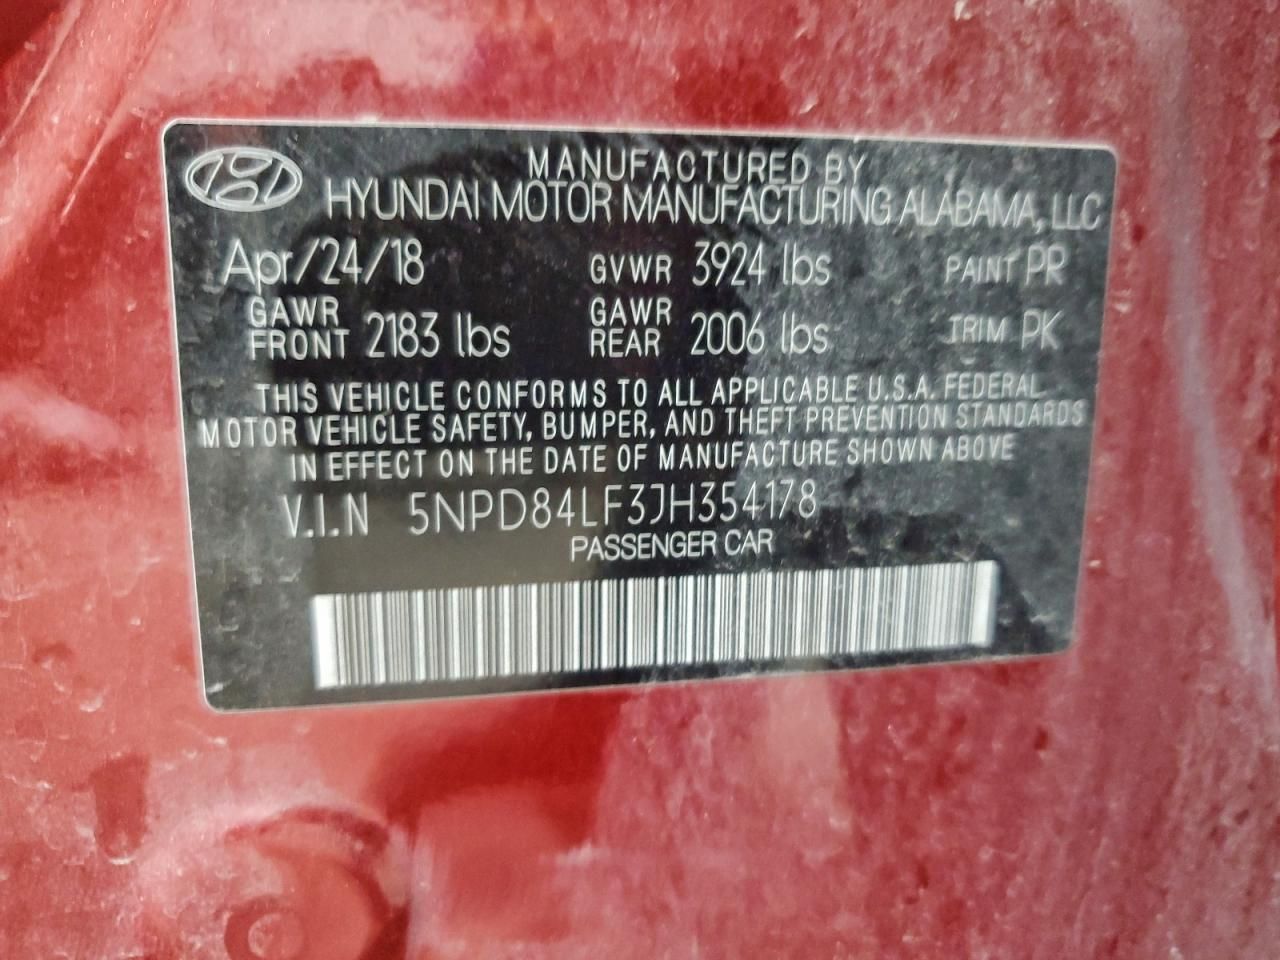 MANUFACTURED BY
HYUNDAI MOTOR MANUFACTURING ALABAMA, LLC
Apr/24/18 GVWR 3924 lbs PAINT PR
GAWR FRONT 2183 lbs GAWR REAR 2006 lbs TRIM PK
THIS VEHICLE CONFORMS TO ALL APPLICABLE U.S.A. FEDERAL
MOTOR VEHICLE SAFETY, BUMPER, AND THEFT PREVENTION STANDARDS
IN EFFECT ON THE DATE OF MANUFACTURE SHOWN ABOVE
V.I.N 5NPD84LF3JH354178
PASSENGER CAR